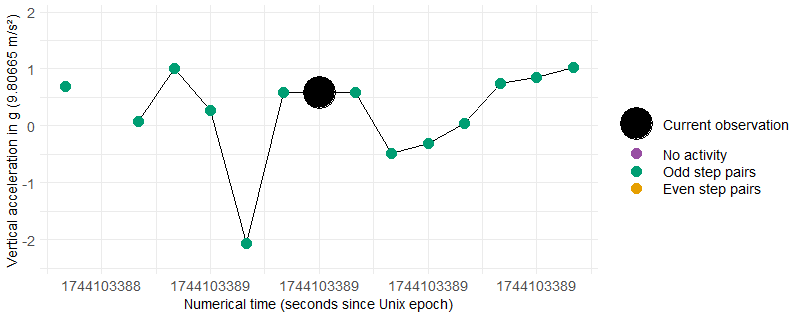 Vertical acceleration in g (9.80665 m/s²)
2
1
0
-1
-2
1744103388
1744103389
1744103389
1744103389
1744103389
Numerical time (seconds since Unix epoch)
Current observation
No activity
Odd step pairs
Even step pairs